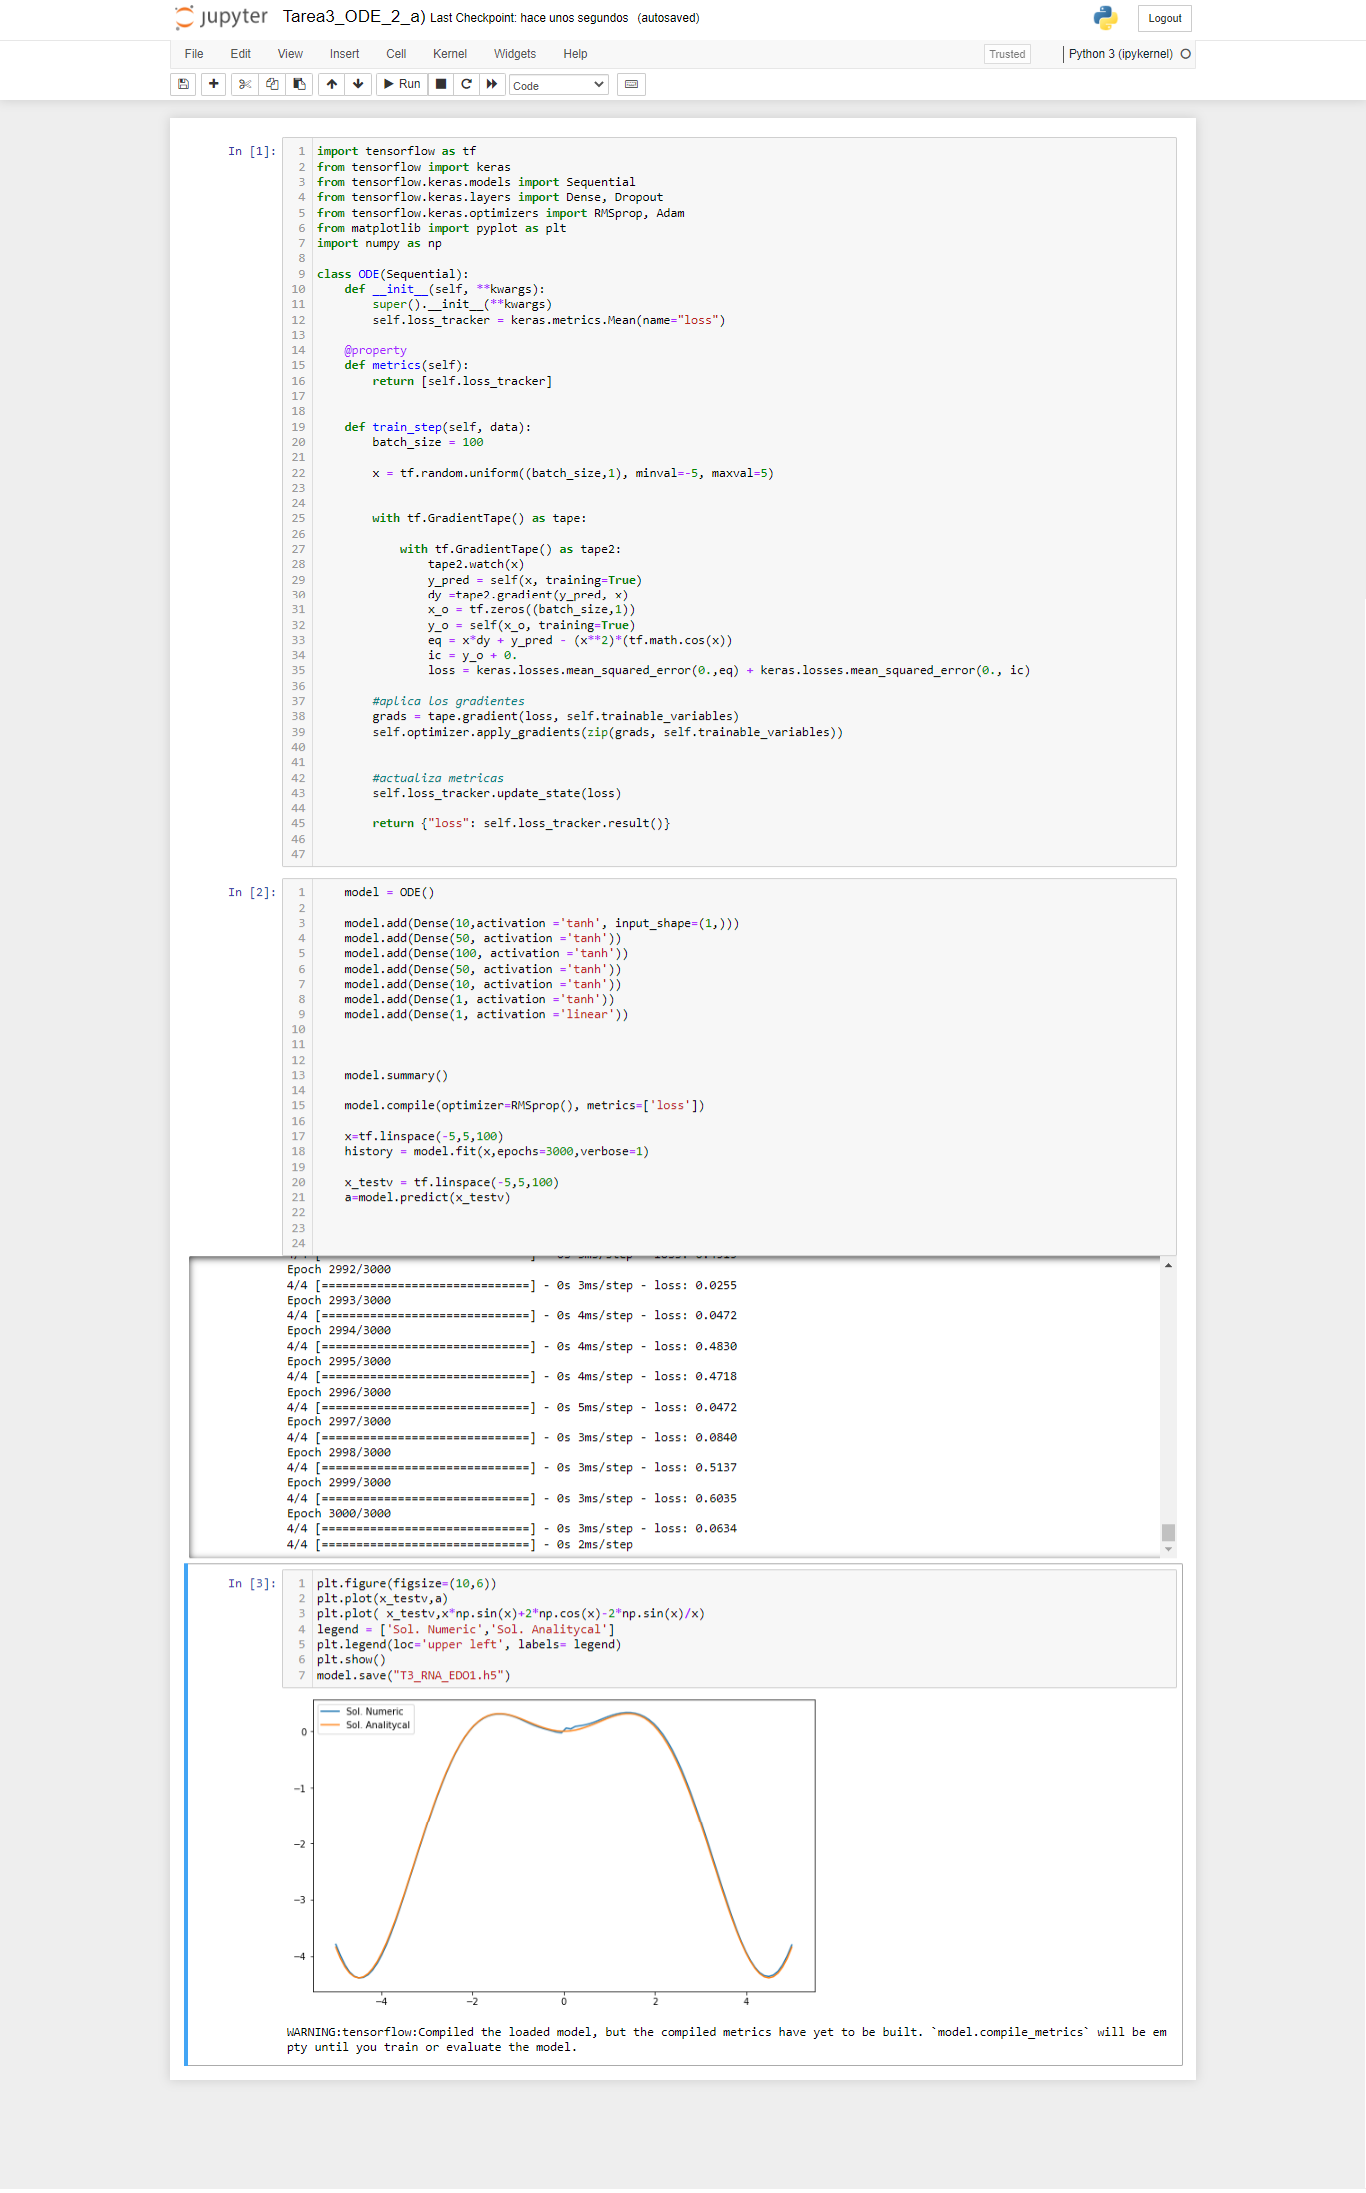 jupyter Tarea3_ODE_2_a) Last Checkpoint: hace unos segundos (autosaved)
Logout
File Edit View Insert Cell Kernel Widgets Help
Trusted
Python 3 (ipykernel)
Run
Code
In [1]:
1 import tensorflow as tf
2 from tensorflow import keras
3 from tensorflow.keras.models import Sequential
4 from tensorflow.keras.layers import Dense, Dropout
5 from tensorflow.keras.optimizers import RMSprop, Adam
6 from matplotlib import pyplot as plt
7 import numpy as np
8
9 class ODE(Sequential):
10     def __init__(self, **kwargs):
11         super().__init__(**kwargs)
12         self.loss_tracker = keras.metrics.Mean(name="loss")
13
14     @property
15     def metrics(self):
16         return [self.loss_tracker]
17
18
19     def train_step(self, data):
20         batch_size = 100
21
22         x = tf.random.uniform((batch_size,1), minval=-5, maxval=5)
23
24
25         with tf.GradientTape() as tape:
26
27             with tf.GradientTape() as tape2:
28                 tape2.watch(x)
29                 y_pred = self(x, training=True)
30                 dy =tape2.gradient(y_pred, x)
31                 x_o = tf.zeros((batch_size,1))
32                 y_o = self(x_o, training=True)
33                 eq = x*dy + y_pred - (x**2)*(tf.math.cos(x))
34                 ic = y_o + 0.
35                 loss = keras.losses.mean_squared_error(0.,eq) + keras.losses.mean_squared_error(0., ic)
36
37         #aplica los gradientes
38         grads = tape.gradient(loss, self.trainable_variables)
39         self.optimizer.apply_gradients(zip(grads, self.trainable_variables))
40
41
42         #actualiza metricas
43         self.loss_tracker.update_state(loss)
44
45         return {"loss": self.loss_tracker.result()}
46
47
In [2]:
1     model = ODE()
2
3     model.add(Dense(10,activation ='tanh', input_shape=(1,)))
4     model.add(Dense(50, activation ='tanh'))
5     model.add(Dense(100, activation ='tanh'))
6     model.add(Dense(50, activation ='tanh'))
7     model.add(Dense(10, activation ='tanh'))
8     model.add(Dense(1, activation ='tanh'))
9     model.add(Dense(1, activation ='linear'))
10
11
12
13     model.summary()
14
15     model.compile(optimizer=RMSprop(), metrics=['loss'])
16
17     x=tf.linspace(-5,5,100)
18     history = model.fit(x,epochs=3000,verbose=1)
19
20     x_testv = tf.linspace(-5,5,100)
21     a=model.predict(x_testv)
22
23
24
Epoch 2992/3000
4/4 [==============================] - 0s 3ms/step - loss: 0.0255
Epoch 2993/3000
4/4 [==============================] - 0s 4ms/step - loss: 0.0472
Epoch 2994/3000
4/4 [==============================] - 0s 4ms/step - loss: 0.4830
Epoch 2995/3000
4/4 [==============================] - 0s 4ms/step - loss: 0.4718
Epoch 2996/3000
4/4 [==============================] - 0s 5ms/step - loss: 0.0472
Epoch 2997/3000
4/4 [==============================] - 0s 3ms/step - loss: 0.0840
Epoch 2998/3000
4/4 [==============================] - 0s 3ms/step - loss: 0.5137
Epoch 2999/3000
4/4 [==============================] - 0s 3ms/step - loss: 0.6035
Epoch 3000/3000
4/4 [==============================] - 0s 3ms/step - loss: 0.0634
4/4 [==============================] - 0s 2ms/step
In [3]:
1 plt.figure(figsize=(10,6))
2 plt.plot(x_testv,a)
3 plt.plot( x_testv,x*np.sin(x)+2*np.cos(x)-2*np.sin(x)/x)
4 legend = ['Sol. Numeric','Sol. Analitycal']
5 plt.legend(loc='upper left', labels= legend)
6 plt.show()
7 model.save("T3_RNA_EDO1.h5")
Sol. Numeric
Sol. Analitycal
0
−1
−2
−3
−4
−4 −2 0 2 4
WARNING:tensorflow:Compiled the loaded model, but the compiled metrics have yet to be built. `model.compile_metrics` will be em
pty until you train or evaluate the model.